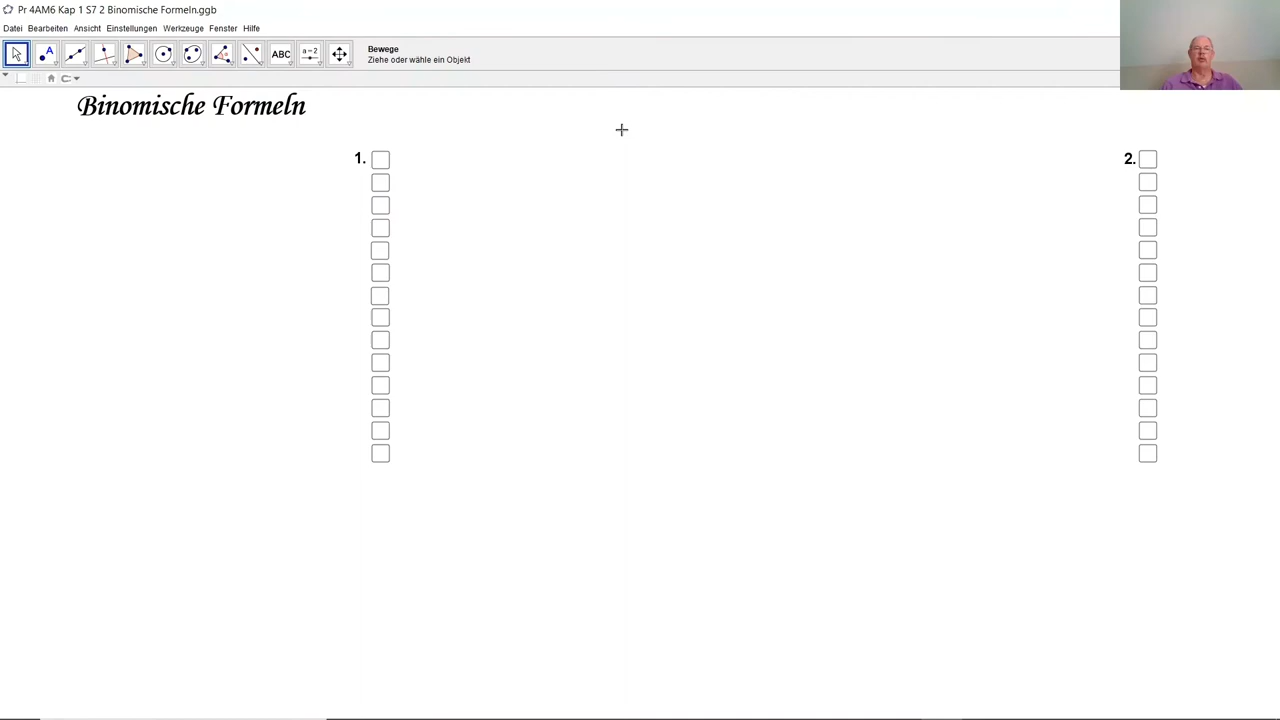 Pr 4AM6 Kap 1 S7 2 Binomische Formeln.ggb
Datei Bearbeiten Ansicht Einstellungen Werkzeuge Fenster Hilfe
A
ABC
a = 2
Bewege
Ziehe oder wähle ein Objekt
Binomische Formeln
1.
2.